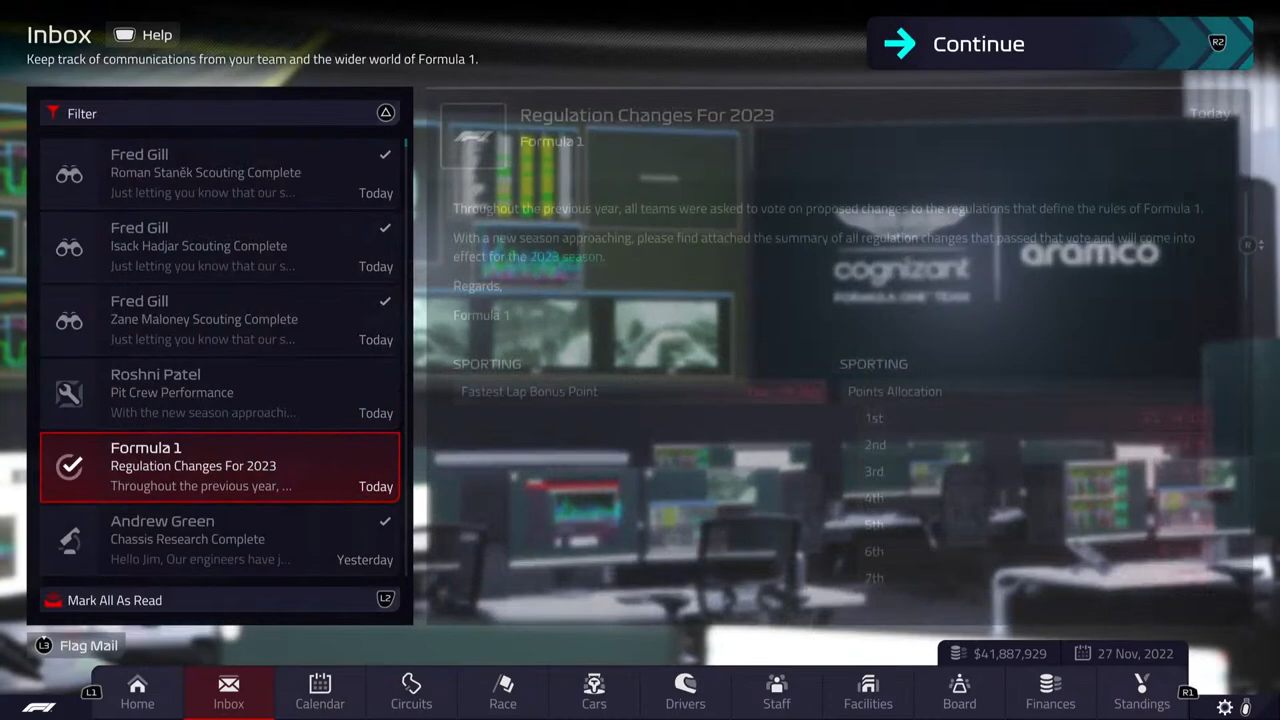 Inbox
Help
Keep track of communications from your team and the wider world of Formula 1.
Continue
R2
Filter
Fred Gill
Roman Staněk Scouting Complete
Just letting you know that our s...
Today
Fred Gill
Isack Hadjar Scouting Complete
Just letting you know that our s...
Today
Fred Gill
Zane Maloney Scouting Complete
Just letting you know that our s...
Today
Roshni Patel
Pit Crew Performance
With the new season approachi...
Today
Formula 1
Regulation Changes For 2023
Throughout the previous year, ...
Today
Andrew Green
Chassis Research Complete
Hello Jim, Our engineers have j...
Yesterday
Mark All As Read
L2
L3
Flag Mail
Regulation Changes For 2023
Today
Formula 1
Throughout the previous year, all teams were asked to vote on proposed changes to the regulations that define the rules of Formula 1.
With a new season approaching, please find attached the summary of all regulation changes that passed that vote and will come into
effect for the 2023 season.
Regards,
Formula 1
R
cognizant
FORMULA ONE TEAM
aramco
SPORTING
Fastest Lap Bonus Point
SPORTING
Points Allocation
1st
2nd
3rd
4th
5th
6th
7th
$41,887,929
27 Nov, 2022
L1
Home
Inbox
Calendar
Circuits
Race
Cars
Drivers
Staff
Facilities
Board
Finances
Standings
R1